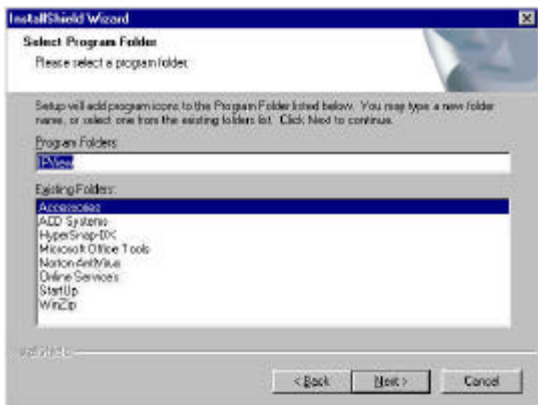 InstallShield Wizard
Select Program Folder
Please select a program folder.
Setup will add program icons to the Program Folder listed below. You may type a new folder
name, or select one from the existing folders list. Click Next to continue.
Program Folders:
IPView
Existing Folders:
Accessories
Systems
HyperSnap-DX
Microsoft Office Tools
Norton AntiVirus
Online Services
StartUp
WinZip
InstallShield
< Back
Next >
Cancel